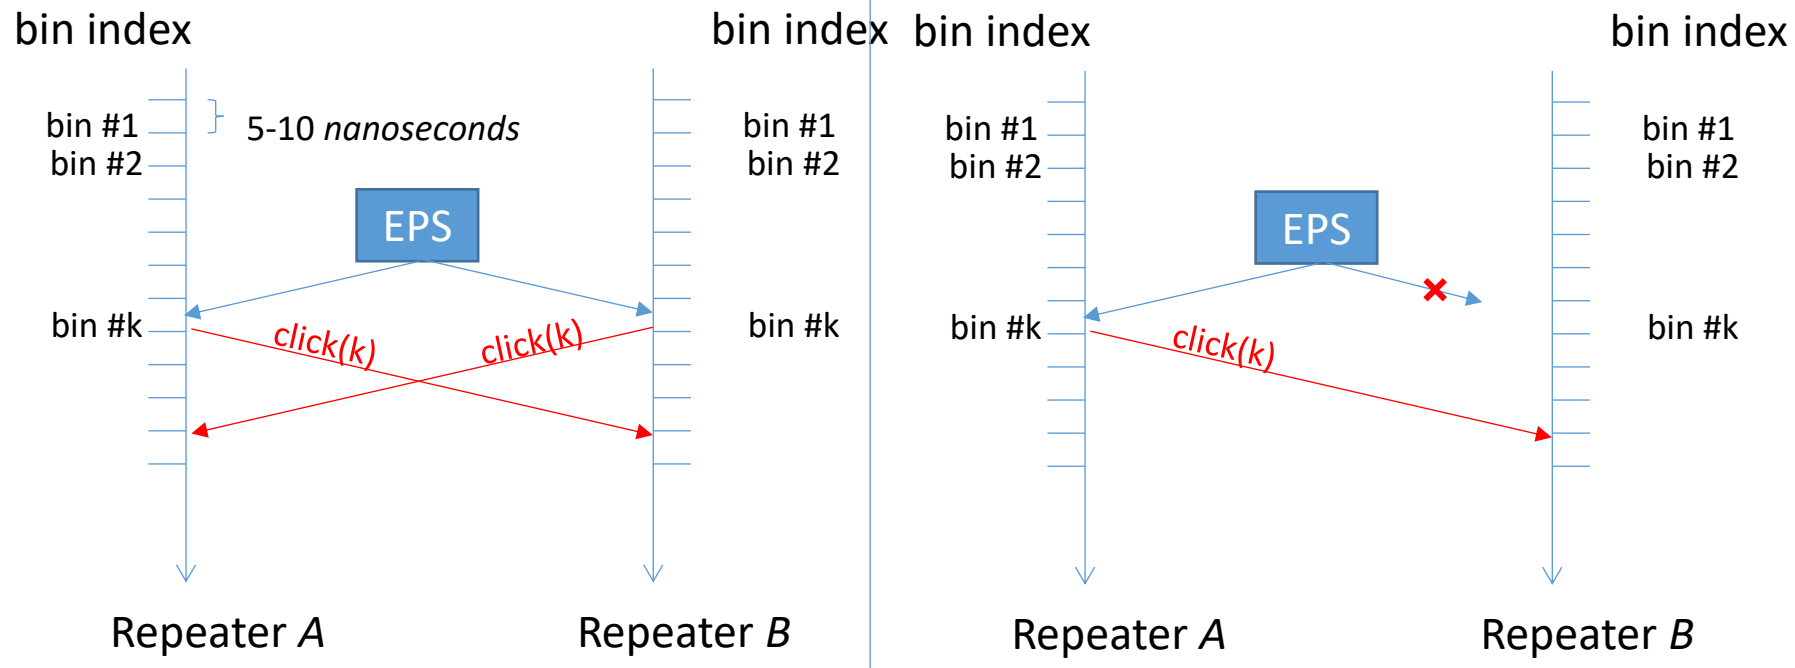 bin index
bin index
bin #1
5-10 nanoseconds
bin #1
bin #2
bin #2
EPS
bin #k
click(k)
click(k)
bin #k
Repeater A
Repeater B
bin index
bin index
bin #1
bin #1
bin #2
bin #2
EPS
bin #k
click(k)
bin #k
Repeater A
Repeater B